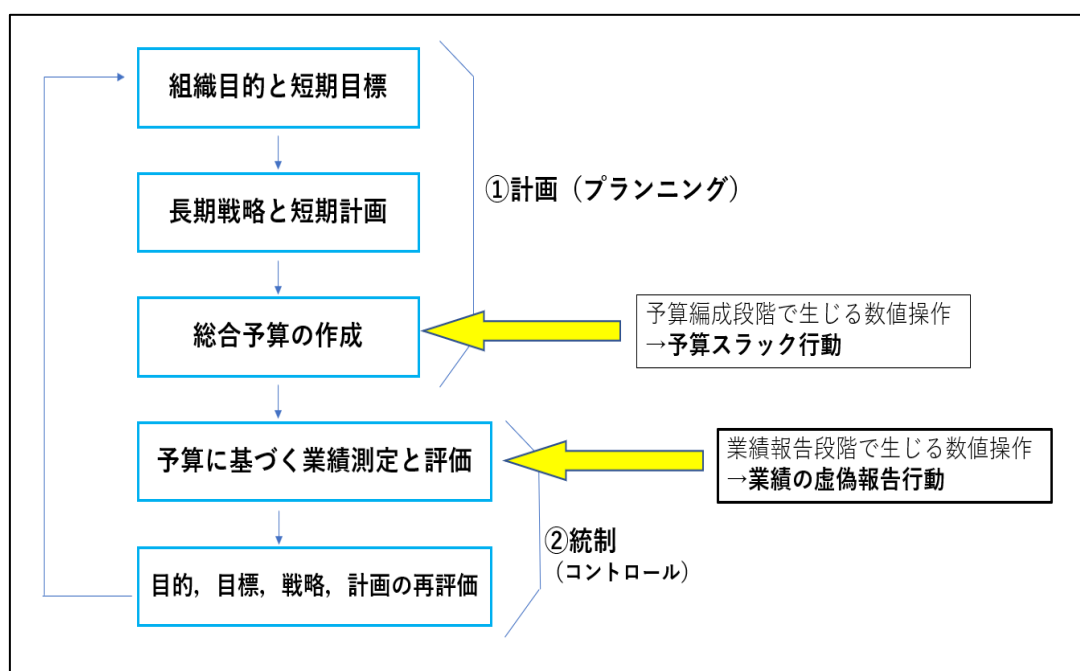 組織目的と短期目標
長期戦略と短期計画
①計画（プランニング）
総合予算の作成
予算編成段階で生じる数値操作
→予算スラック行動
予算に基づく業績測定と評価
業績報告段階で生じる数値操作
→業績の虚偽報告行動
②統制
（コントロール）
目的，目標，戦略，計画の再評価